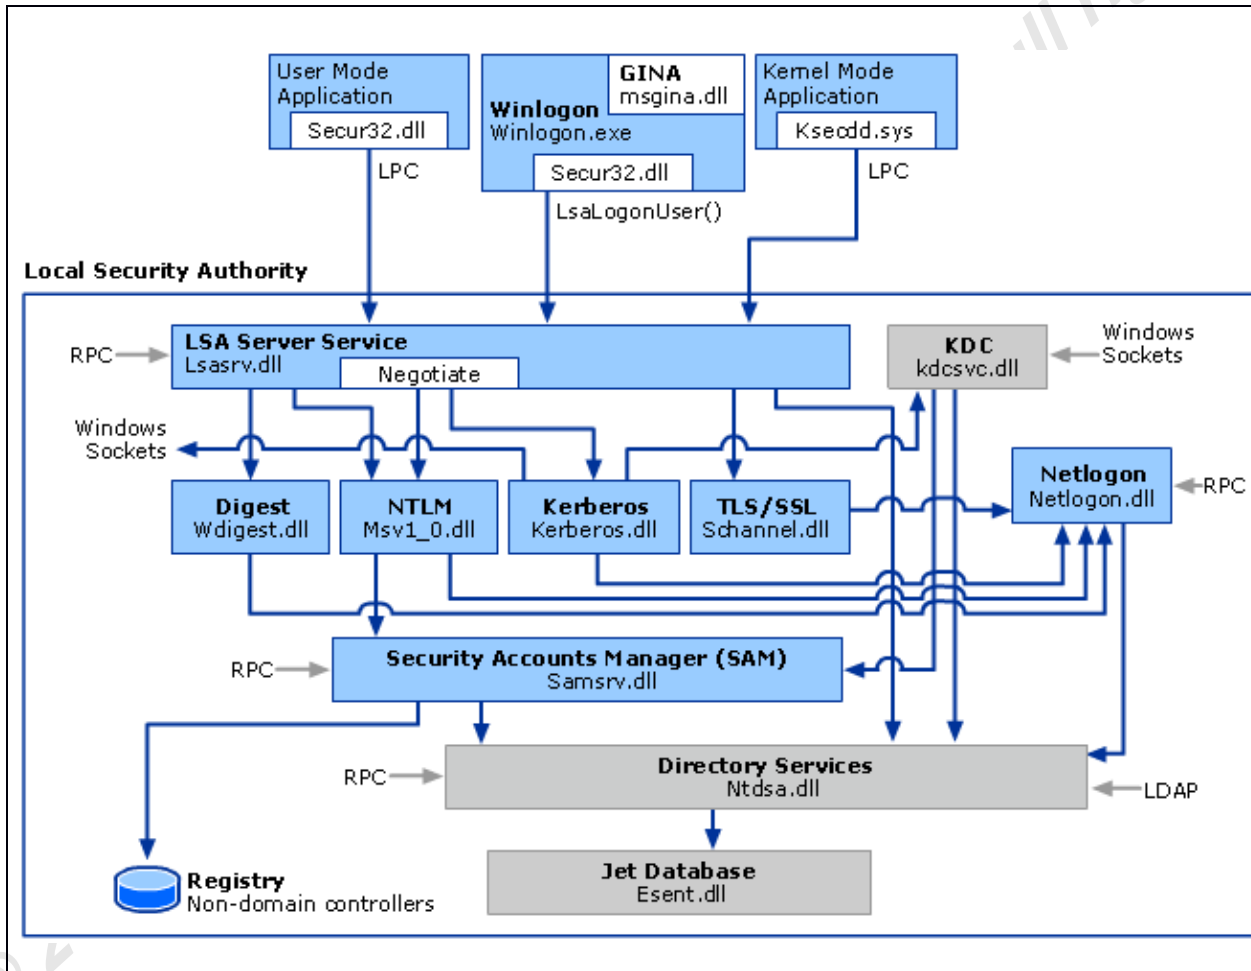 User Mode
Application
Secur32.dll
GINA
msgina.dll
Winlogon
Winlogon.exe
Secur32.dll
Kernel Mode
Application
Ksecdd.sys
LPC
LsaLogonUser()
LPC
Local Security Authority
RPC
LSA Server Service
Lsasrv.dll
Negotiate
KDC
kdcsvc.dll
Windows
Sockets
Windows
Sockets
Digest
Wdigest.dll
NTLM
Msv1_0.dll
Kerberos
Kerberos.dll
TLS/SSL
Schannel.dll
Netlogon
Netlogon.dll
RPC
RPC
Security Accounts Manager (SAM)
Samsrv.dll
RPC
Directory Services
Ntdsa.dll
LDAP
Jet Database
Esent.dll
Registry
Non-domain controllers